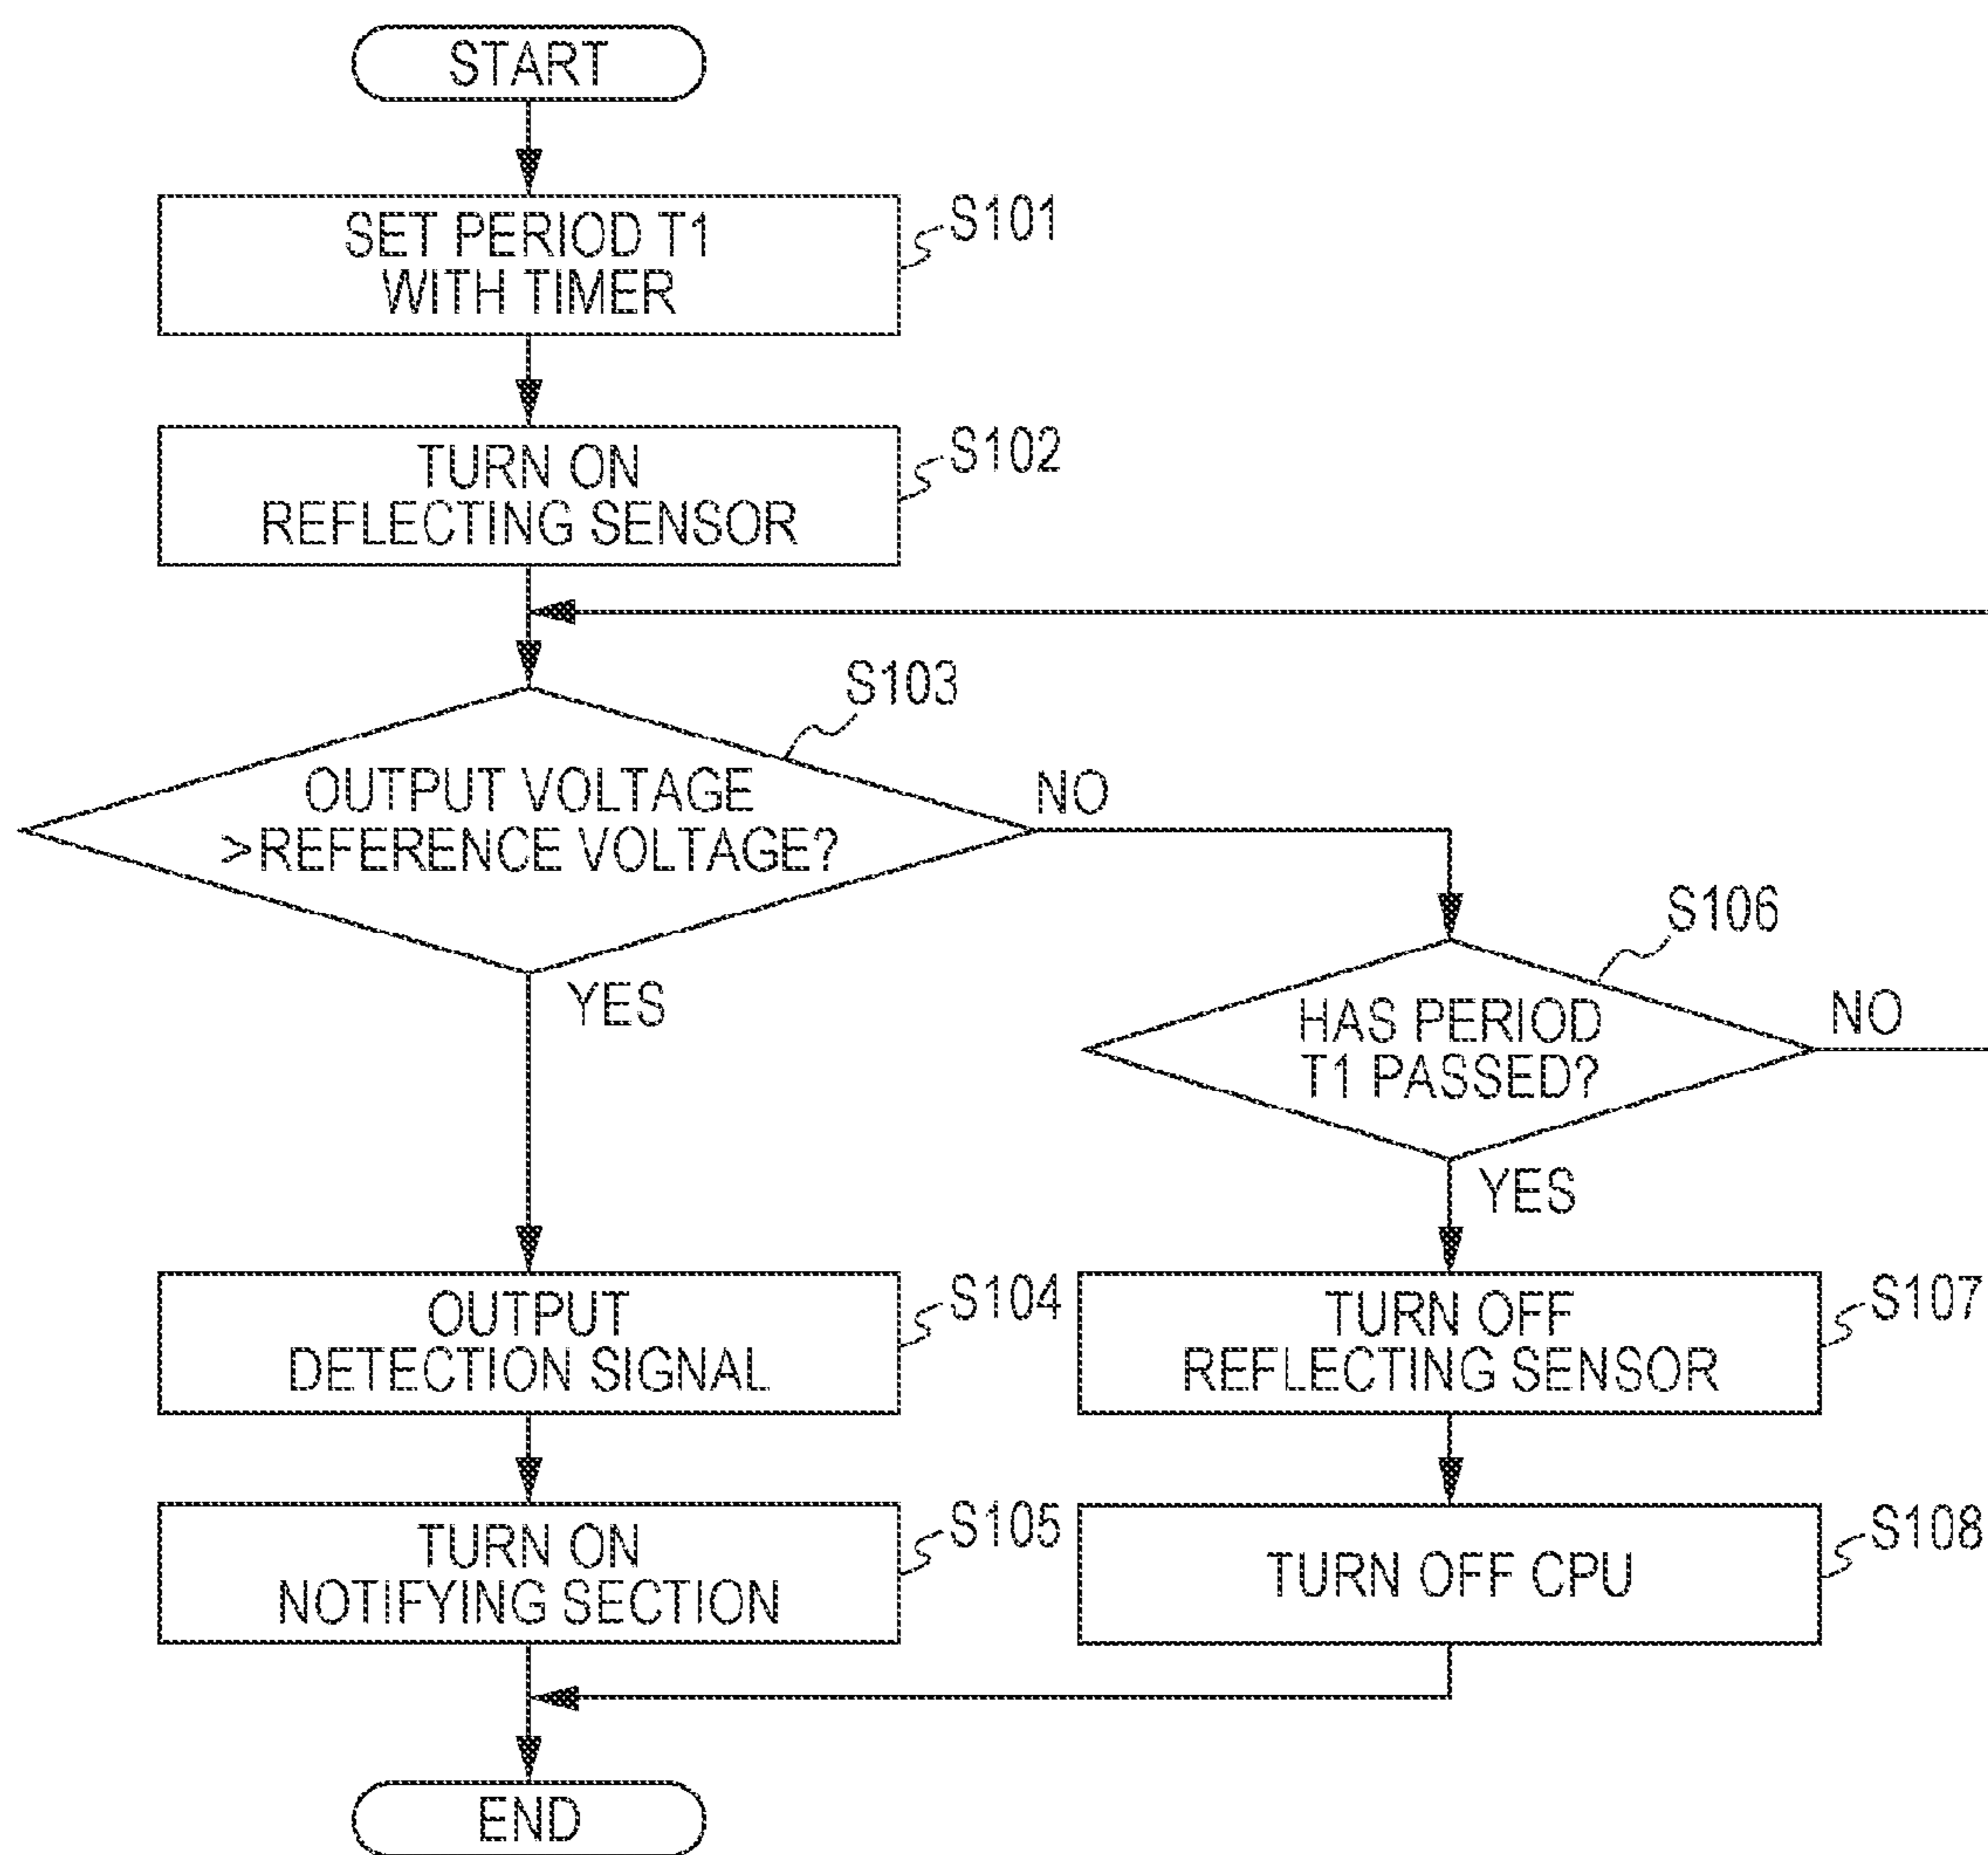 START
SET PERIOD T1
WITH TIMER
S101
TURN ON
REFLECTING SENSOR
S102
S103
OUTPUT VOLTAGE
>REFERENCE VOLTAGE?
NO
YES
S106
HAS PERIOD
T1 PASSED?
NO
YES
OUTPUT
DETECTION SIGNAL
S104
TURN OFF
REFLECTING SENSOR
S107
TURN ON
NOTIFYING SECTION
S105
TURN OFF CPU
S108
END